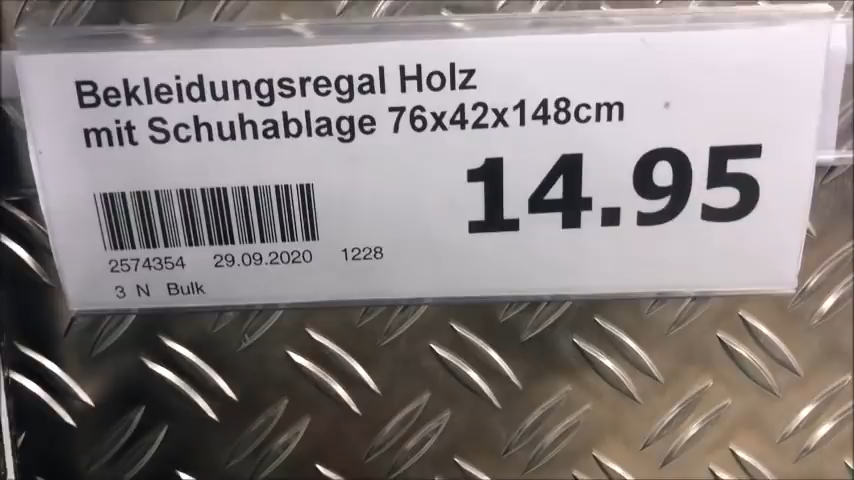 Bekleidungsregal Holz
mit Schuhablage 76x42x148cm
14.95
2574354 29.09.2020 1228
3 N Bulk